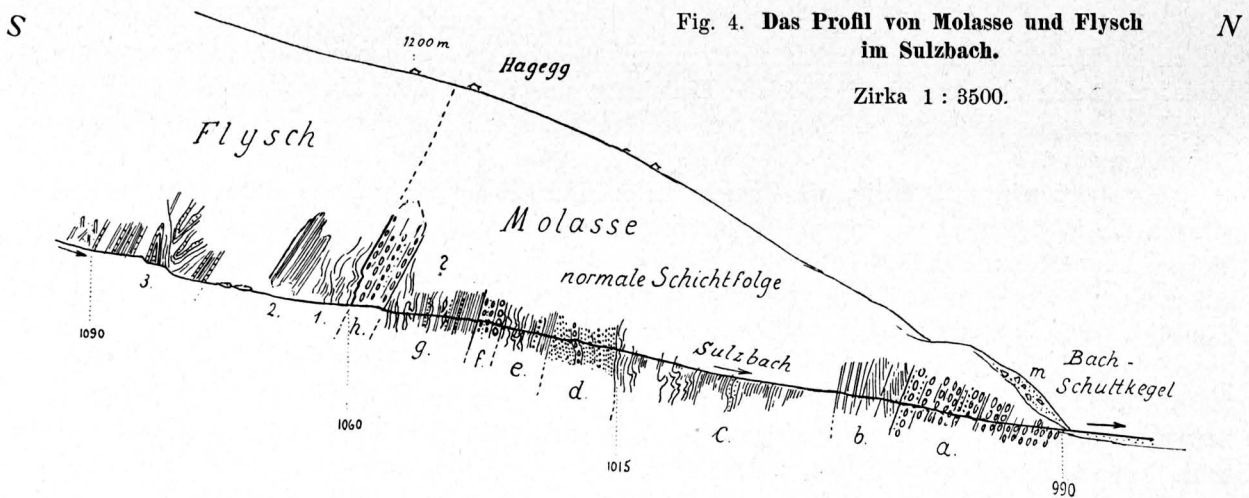 S
Fig. 4. Das Profil von Molasse und Flysch
im Sulzbach.
N
Zirka 1 : 3500.
1200 m
Hagegg
Flysch
Molasse
?
normale Schichtfolge
3.
2.
1.
h.
g.
f.
e.
d.
Sulzbach
c.
b.
a.
m
Bach-
Schuttkegel
1090
1060
1015
990